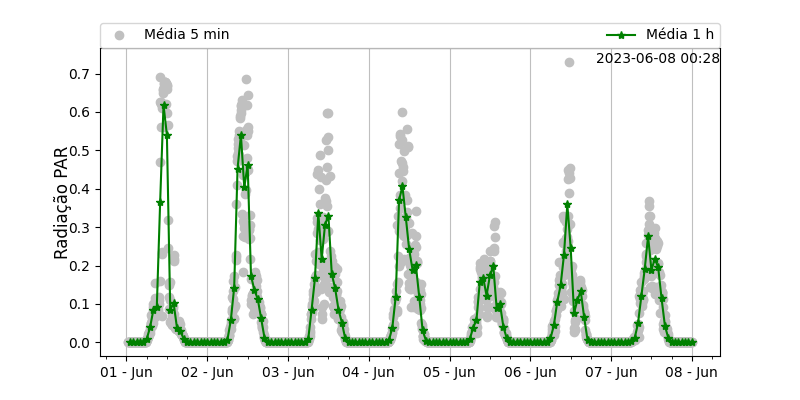 Média 5 min
Média 1 h
2023-06-08 00:28
Radiação PAR
0.7
0.6
0.5
0.4
0.3
0.2
0.1
0.0
01 - Jun
02 - Jun
03 - Jun
04 - Jun
05 - Jun
06 - Jun
07 - Jun
08 - Jun